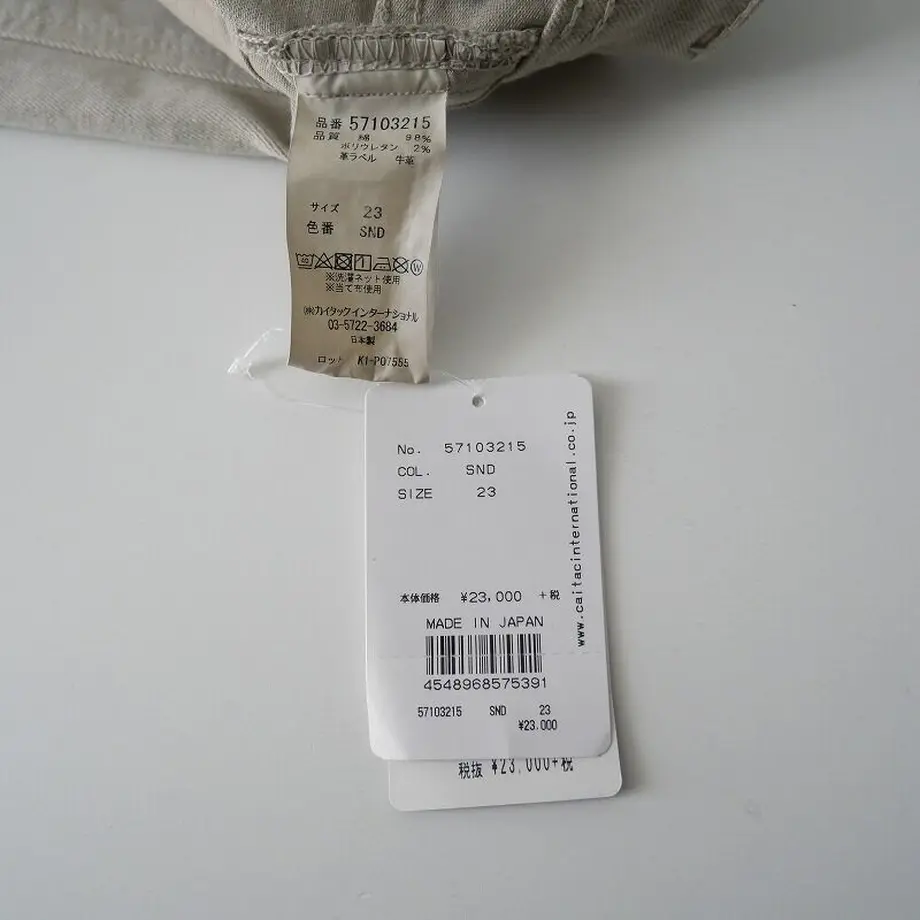 品番 57103215
品質 綿 98%
ポリウレタン 2%
革ラベル 牛革
サイズ 23
色番 SND
40 W
※洗濯ネット使用
※当て布使用
㈱カイタックインターナショナル
03-5722-3684
日本製
ロット K1-P07555
No. 57103215
COL. SND
SIZE 23
www.caitacinternational.co.jp
本体価格 ¥23,000 +税
MADE IN JAPAN
4548968575391
57103215 SND 23
¥23,000
税抜 ¥23,000+税